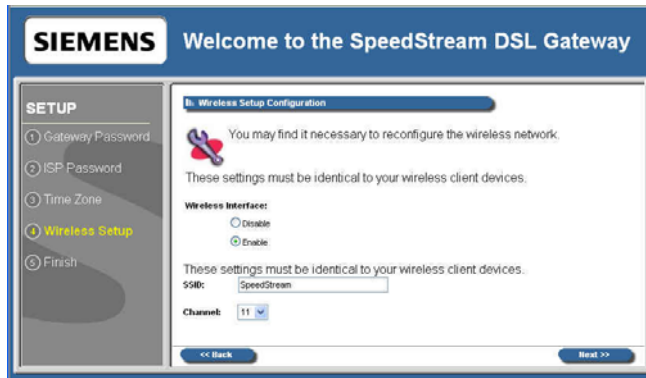 SIEMENS
Welcome to the SpeedStream DSL Gateway
SETUP
1 Gateway Password
2 ISP Password
3 Time Zone
4 Wireless Setup
5 Finish
Wireless Setup Configuration
You may find it necessary to reconfigure the wireless network.
These settings must be identical to your wireless client devices.
Wireless Interface:
Disable
Enable
These settings must be identical to your wireless client devices.
SSID: SpeedStream
Channel: 11
<< Back
Next >>